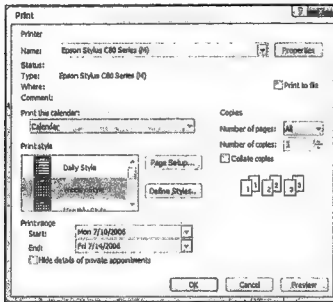 Print
Printer
Name: Epson Stylus C80 Series (M) Properties
Status:
Type: Epson Stylus C80 Series (M)
Where: Print to file
Comment:
Print this calendar: Copies
Calendar Number of pages: All
Print style Number of copies:
Daily Style Page Setup... Collate copies
Weekly Style Define Styles...
Monthly Style
Print range
Start: Mon 7/10/2006
End: Fri 7/14/2006
Hide details of private appointments
OK Cancel Preview